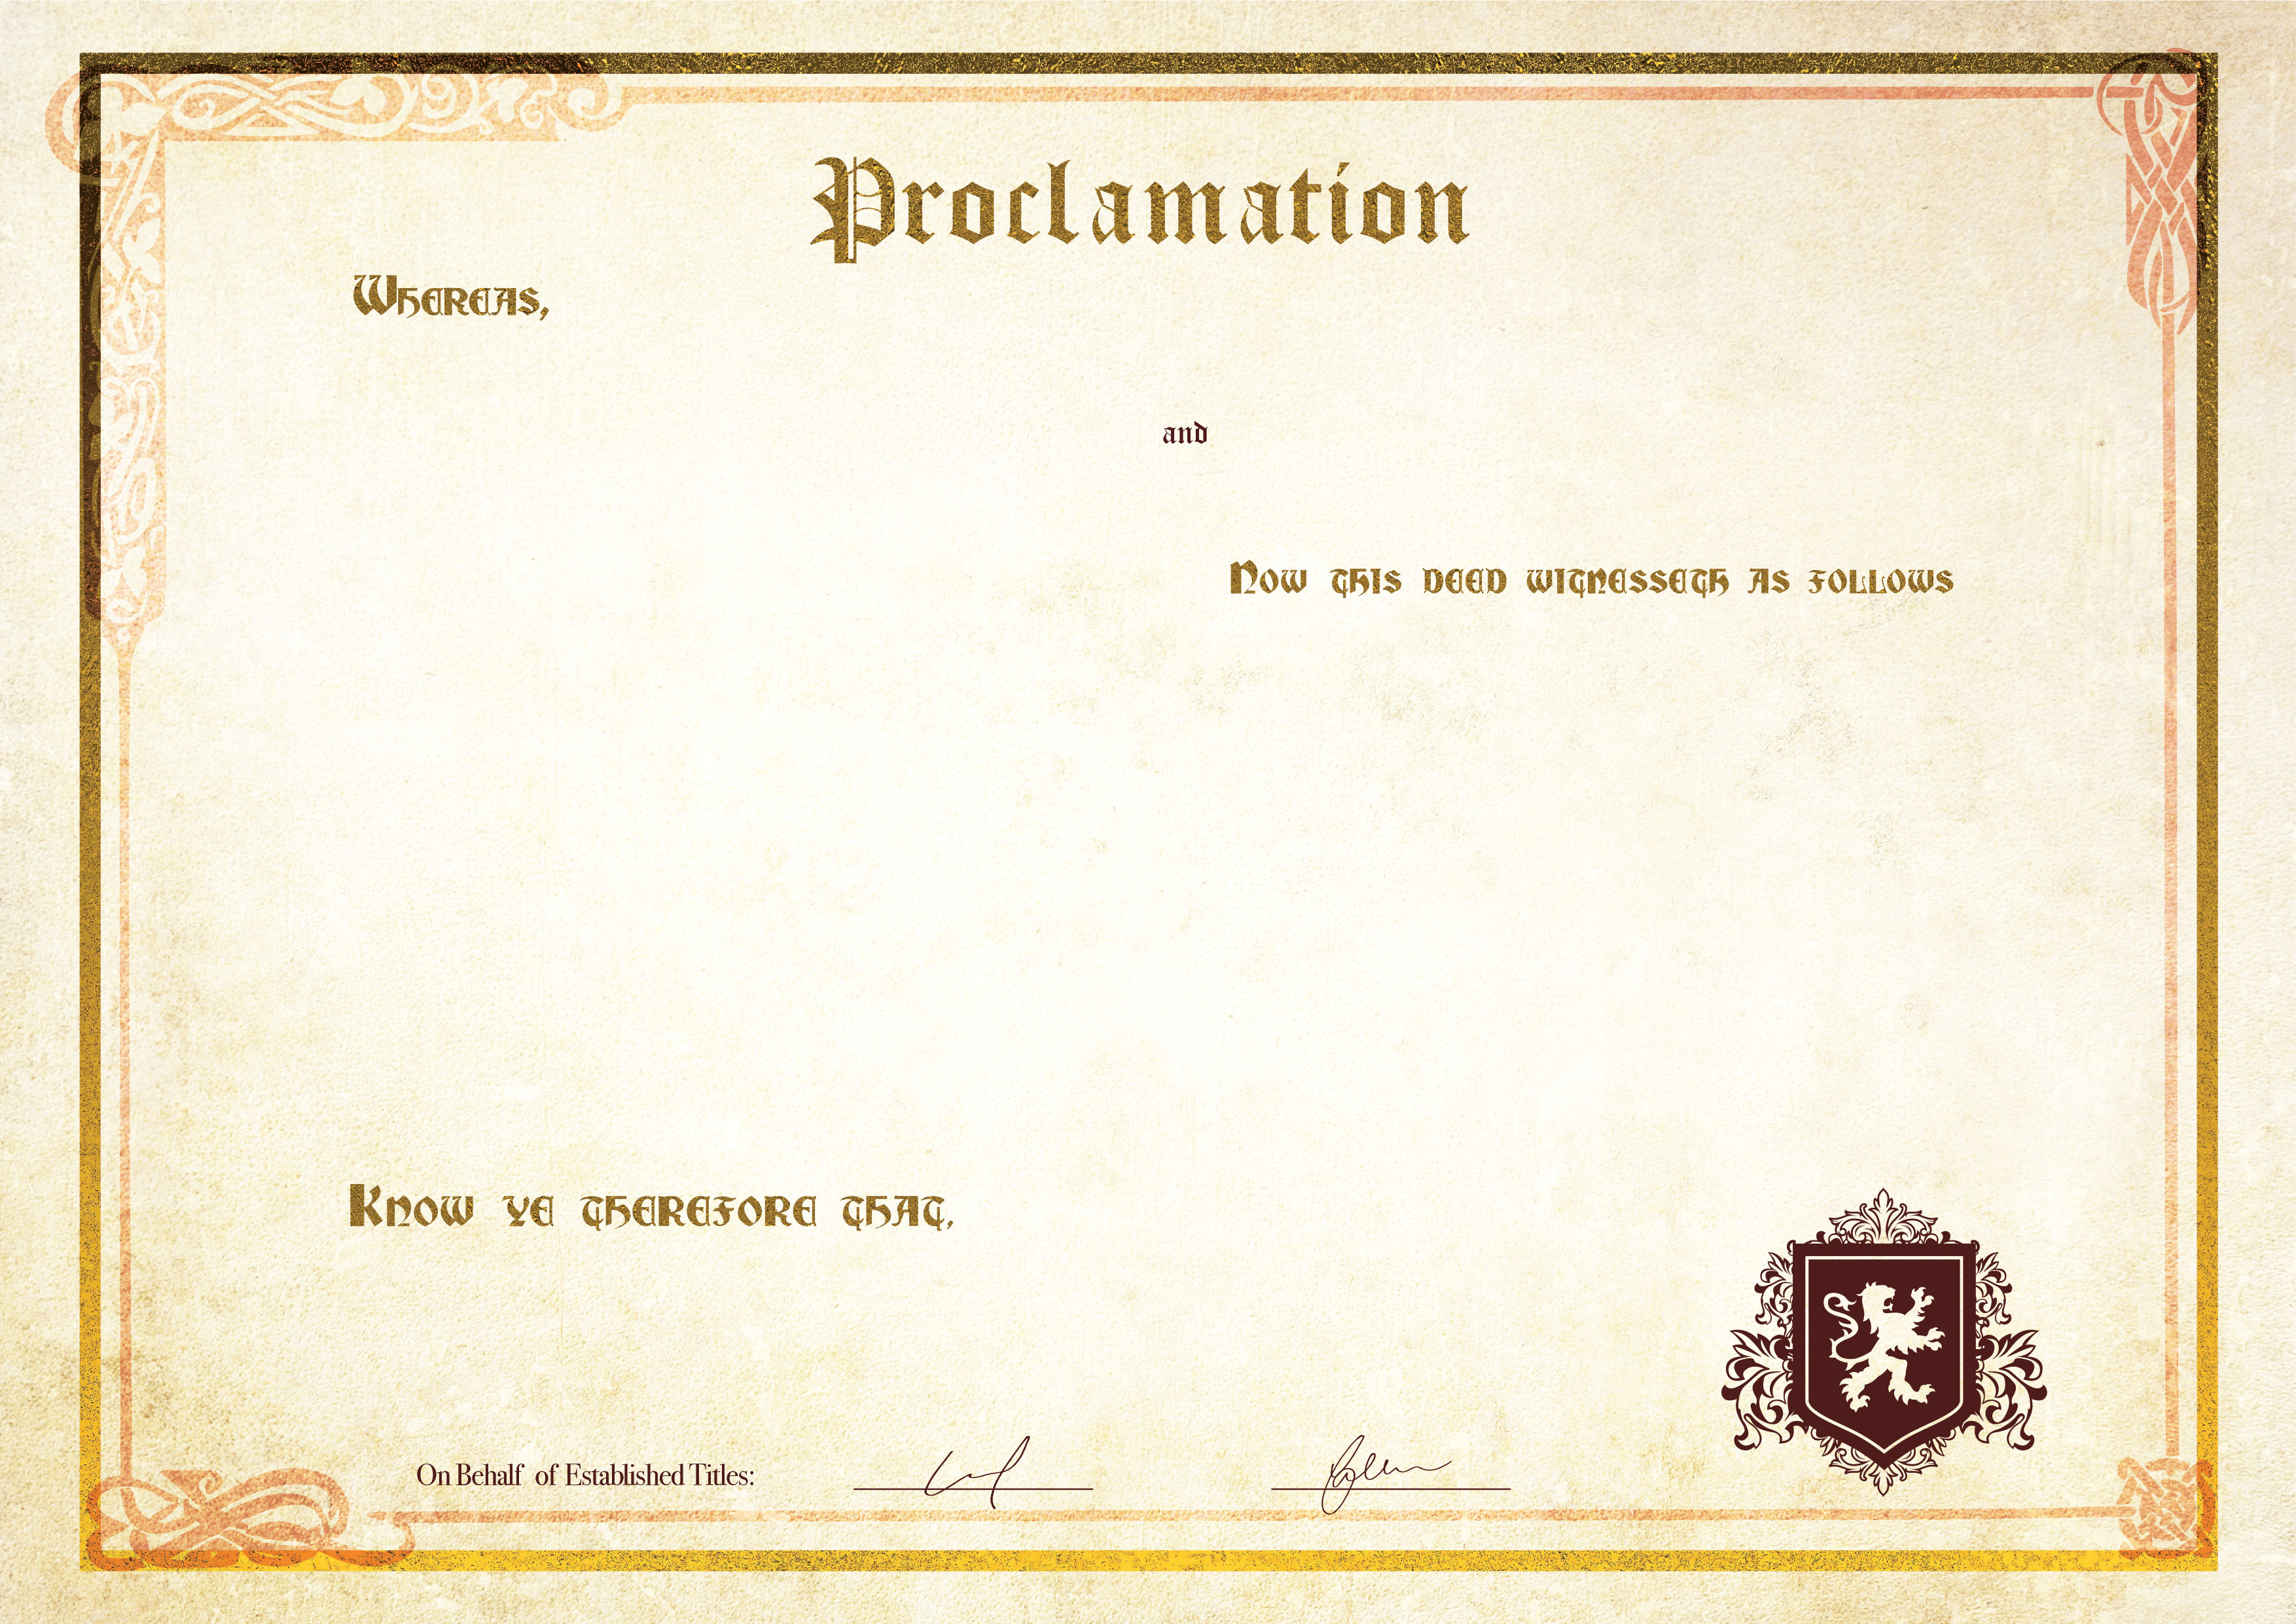 Proclamation
Whereas,
and
Now this deed witnesseth as follows
Know ye therefore that,
On Behalf of Established Titles: